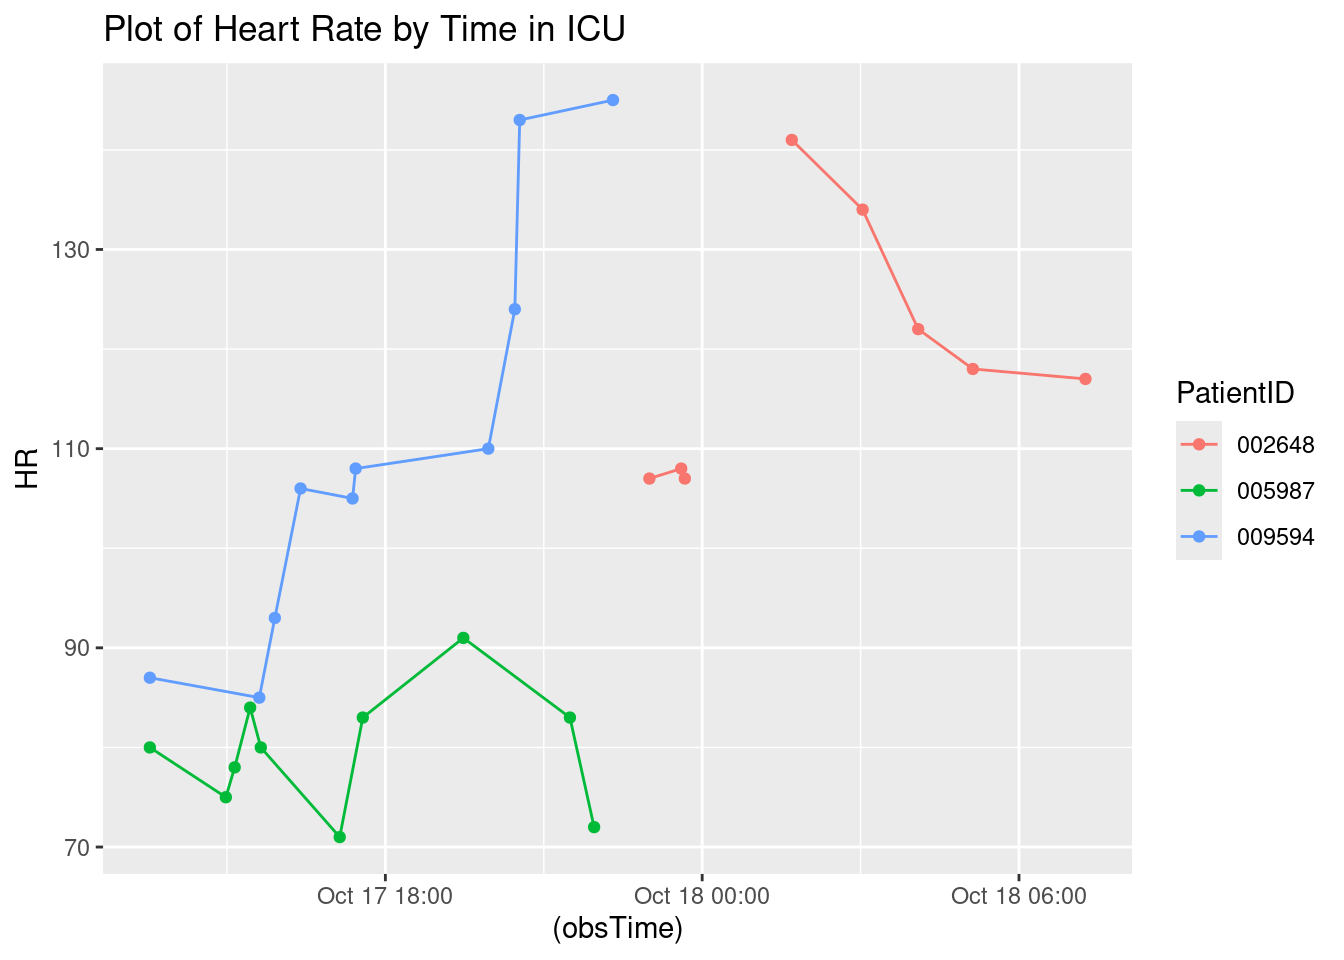 Plot of Heart Rate by Time in ICU
HR
130
110
90
70
Oct 17 18:00
Oct 18 00:00
Oct 18 06:00
(obsTime)
PatientID
002648
005987
009594